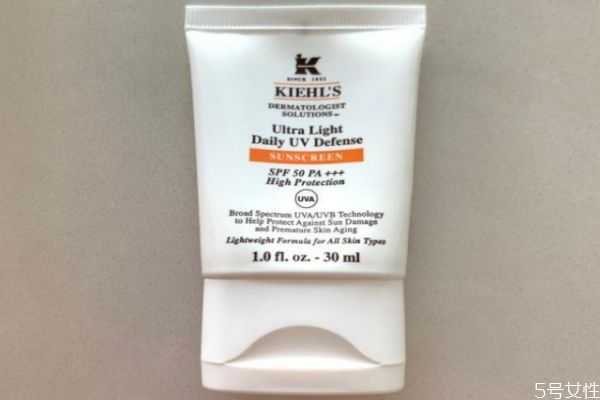 K
SINCE 1851
KIEHL'S
DERMATOLOGIST
SOLUTIONS™
Ultra Light
Daily UV Defense
SUNSCREEN
SPF 50 PA +++
High Protection
UVA
Broad Spectrum UVA/UVB Technology
to Help Protect Against Sun Damage
and Premature Skin Aging
Lightweight Formula for All Skin Types
1.0 fl. oz. - 30 ml
5号女性